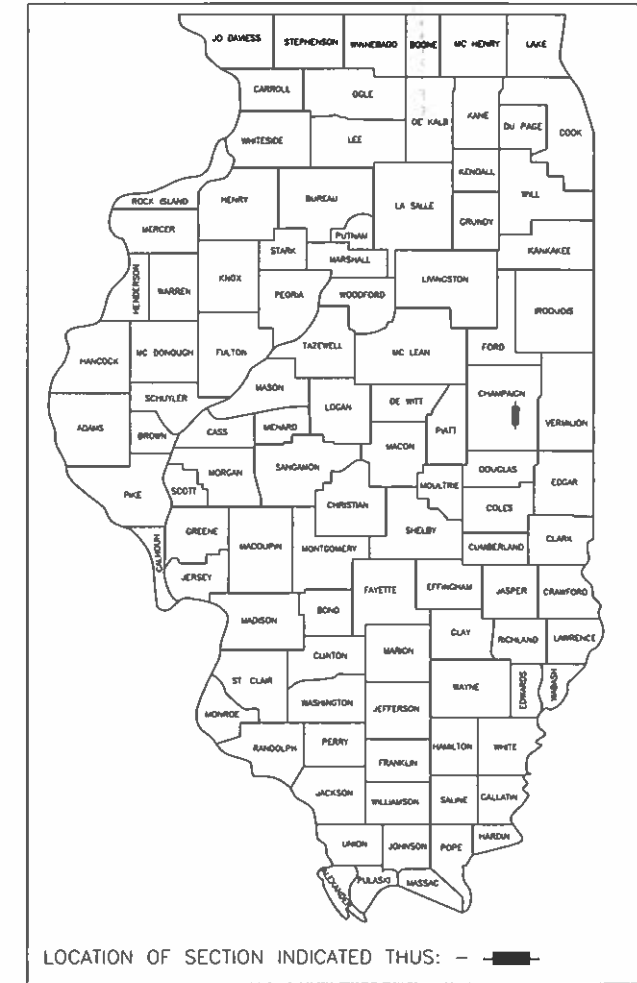 JO DAVIESS STEPHENSON WINNEBAGO BOONE MC HENRY LAKE
CARROLL OGLE DE KALB KANE DU PAGE COOK
WHITESIDE LEE KENDALL WILL
ROCK ISLAND HENRY BUREAU LA SALLE GRUNDY
MERCER PUTNAM KANKAKEE
STARK MARSHALL
HENDERSON WARREN KNOX PEORIA WOODFORD LIVINGSTON IROQUOIS
HANCOCK MC DONOUGH FULTON TAZEWELL MC LEAN FORD
SCHUYLER MASON LOGAN DE WITT CHAMPAIGN
ADAMS BROWN CASS MENARD PIATT VERMILION
MACON
PIKE SCOTT MORGAN SANGAMON MOULTRIE DOUGLAS EDGAR
CHRISTIAN COLES
CALHOUN GREENE MACOUPIN MONTGOMERY SHELBY CUMBERLAND CLARK
JERSEY FAYETTE EFFINGHAM JASPER CRAWFORD
MADISON BOND CLAY RICHLAND LAWRENCE
CLINTON MARION
ST CLAIR WAYNE EDWARDS WABASH
MONROE WASHINGTON JEFFERSON
RANDOLPH PERRY HAMILTON WHITE
FRANKLIN
JACKSON WILLIAMSON SALINE GALLATIN
UNION JOHNSON POPE HARDIN
ALEXANDER PULASKI MASSAC
LOCATION OF SECTION INDICATED THUS: -